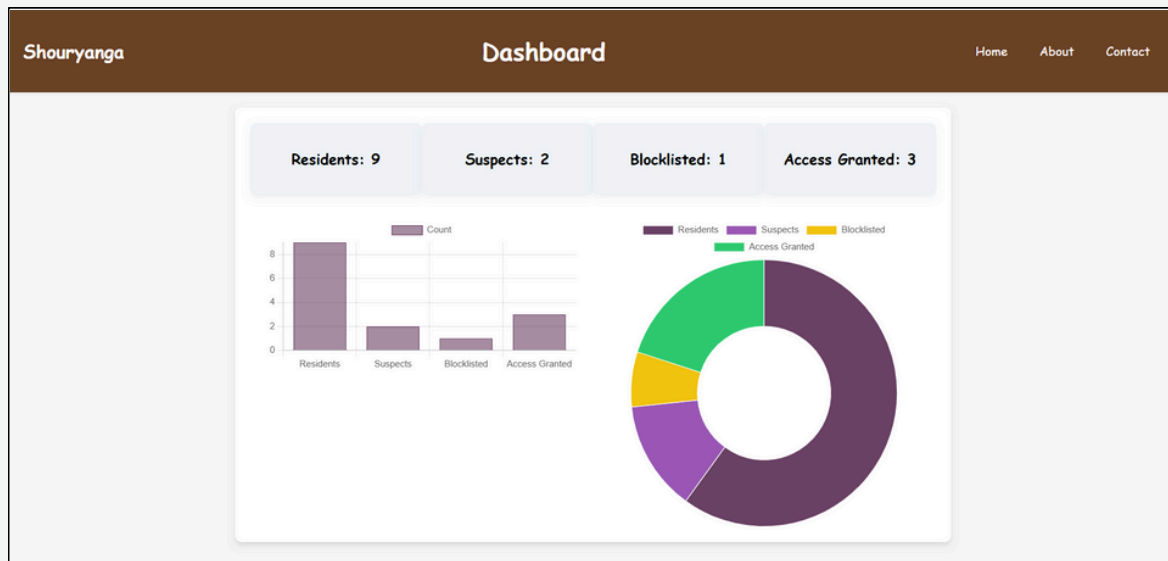 Shouryanga
Dashboard
Home About Contact
Residents: 9
Suspects: 2
Blocklisted: 1
Access Granted: 3
Count
8
6
4
2
0
Residents Suspects Blocklisted Access Granted
Residents Suspects Blocklisted
Access Granted